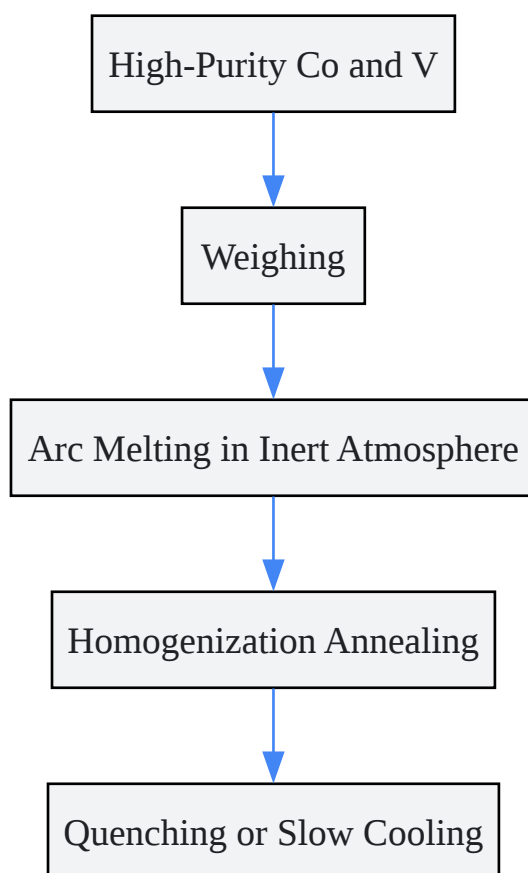 High-Purity Co and V
Weighing
Arc Melting in Inert Atmosphere
Homogenization Annealing
Quenching or Slow Cooling